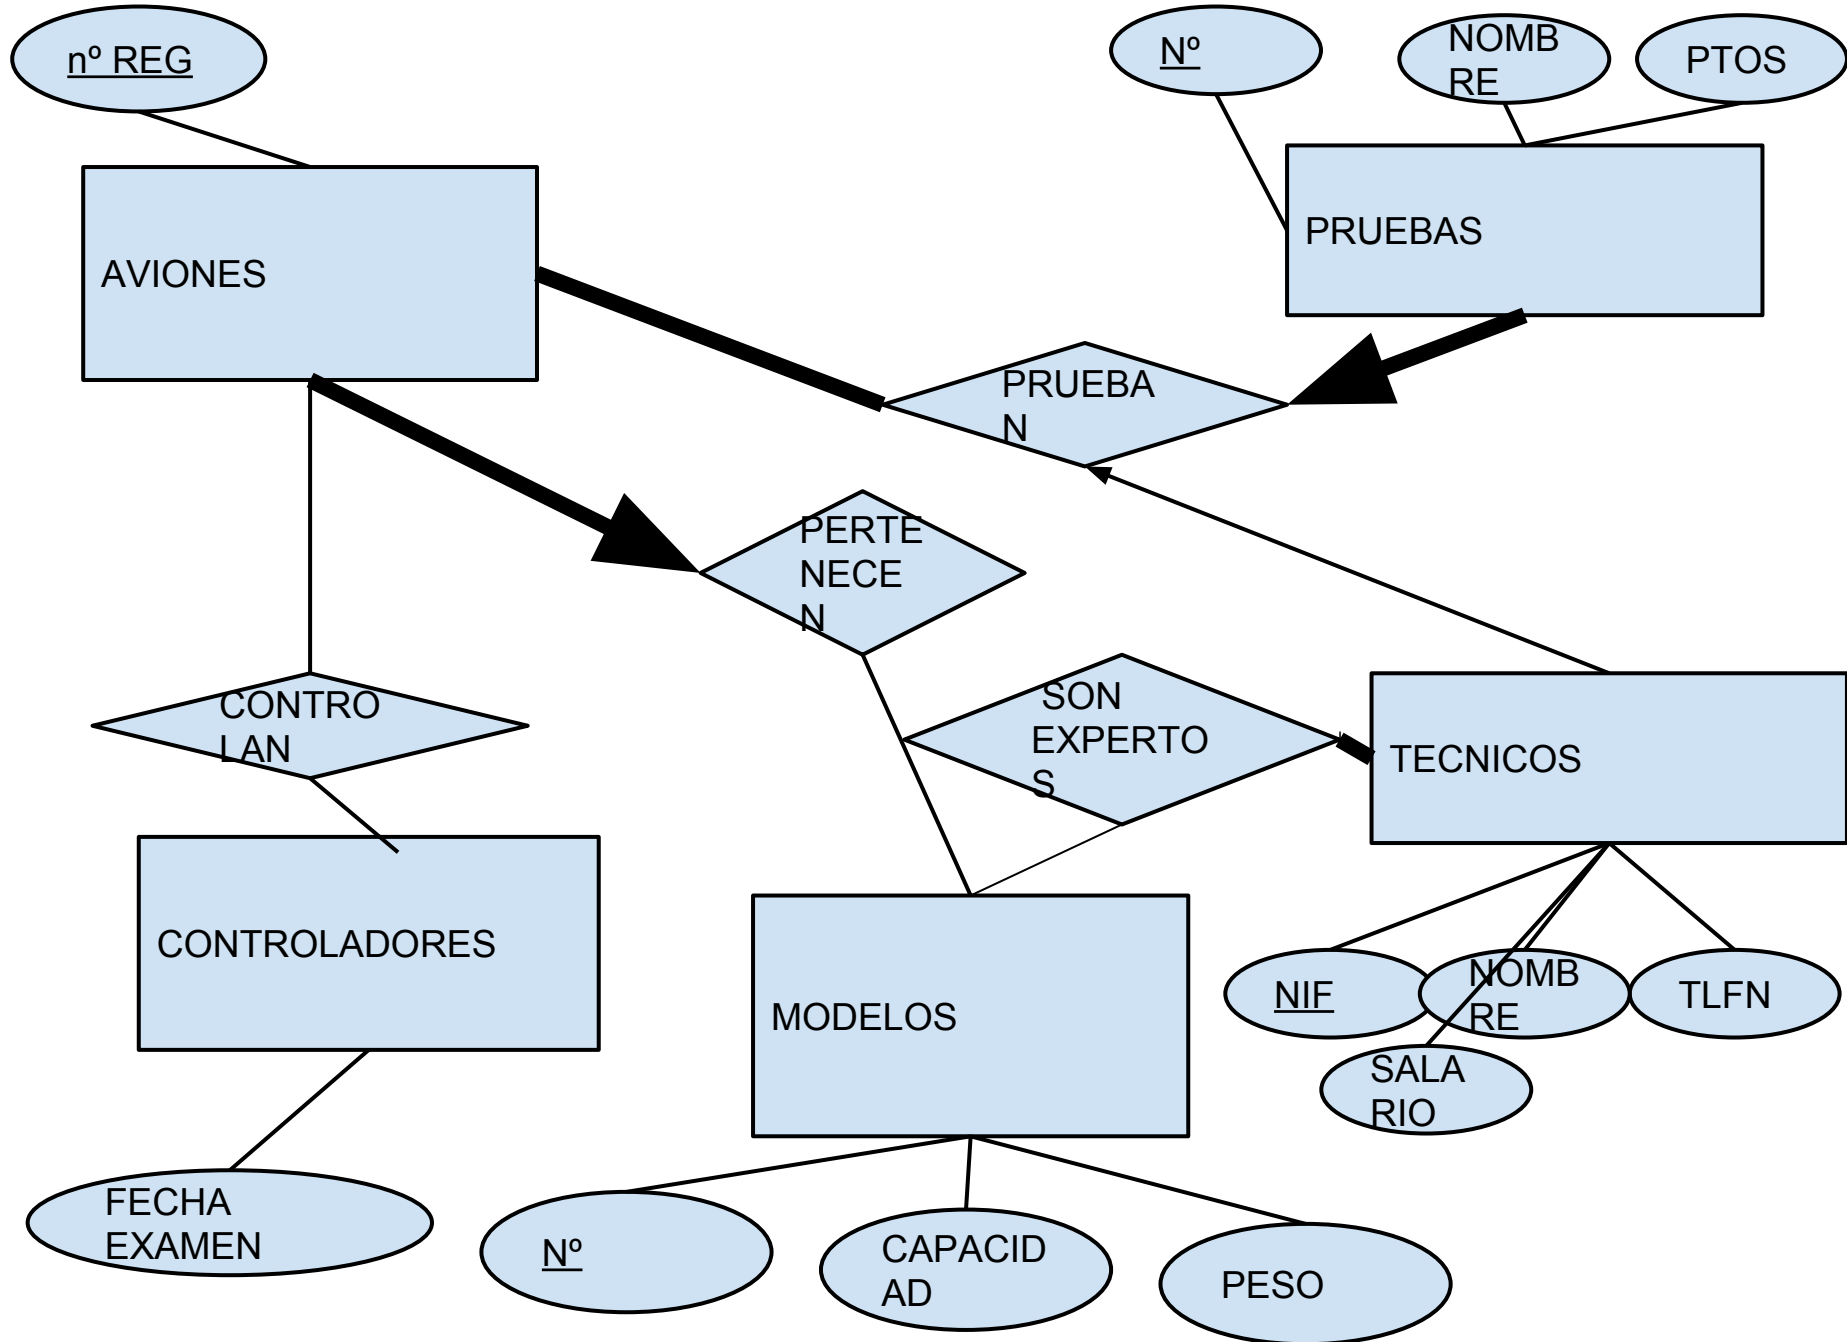 nº REG
Nº
NOMB
RE
PTOS
PRUEBAS
AVIONES
PRUEBA
N
PERTE
NECE
N
CONTRO
LAN
SON
EXPERTO
S
TECNICOS
CONTROLADORES
MODELOS
NIF
NOMB
RE
TLFN
SALA
RIO
FECHA
EXAMEN
Nº
CAPACID
AD
PESO